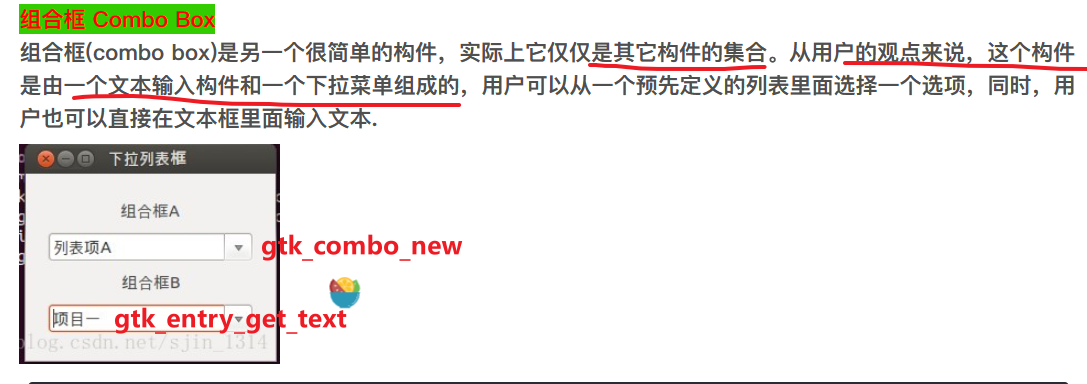 组合框 Combo Box
组合框(combo box)是另一个很简单的构件，实际上它仅仅是其它构件的集合。从用户的观点来说，这个构件
是由一个文本输入构件和一个下拉菜单组成的，用户可以从一个预先定义的列表里面选择一个选项，同时，用
户也可以直接在文本框里面输入文本.
下拉列表框
组合框A
列表项A
gtk_combo_new
组合框B
项目一
gtk_entry_get_text
blog.csdn.net/sjin_1314